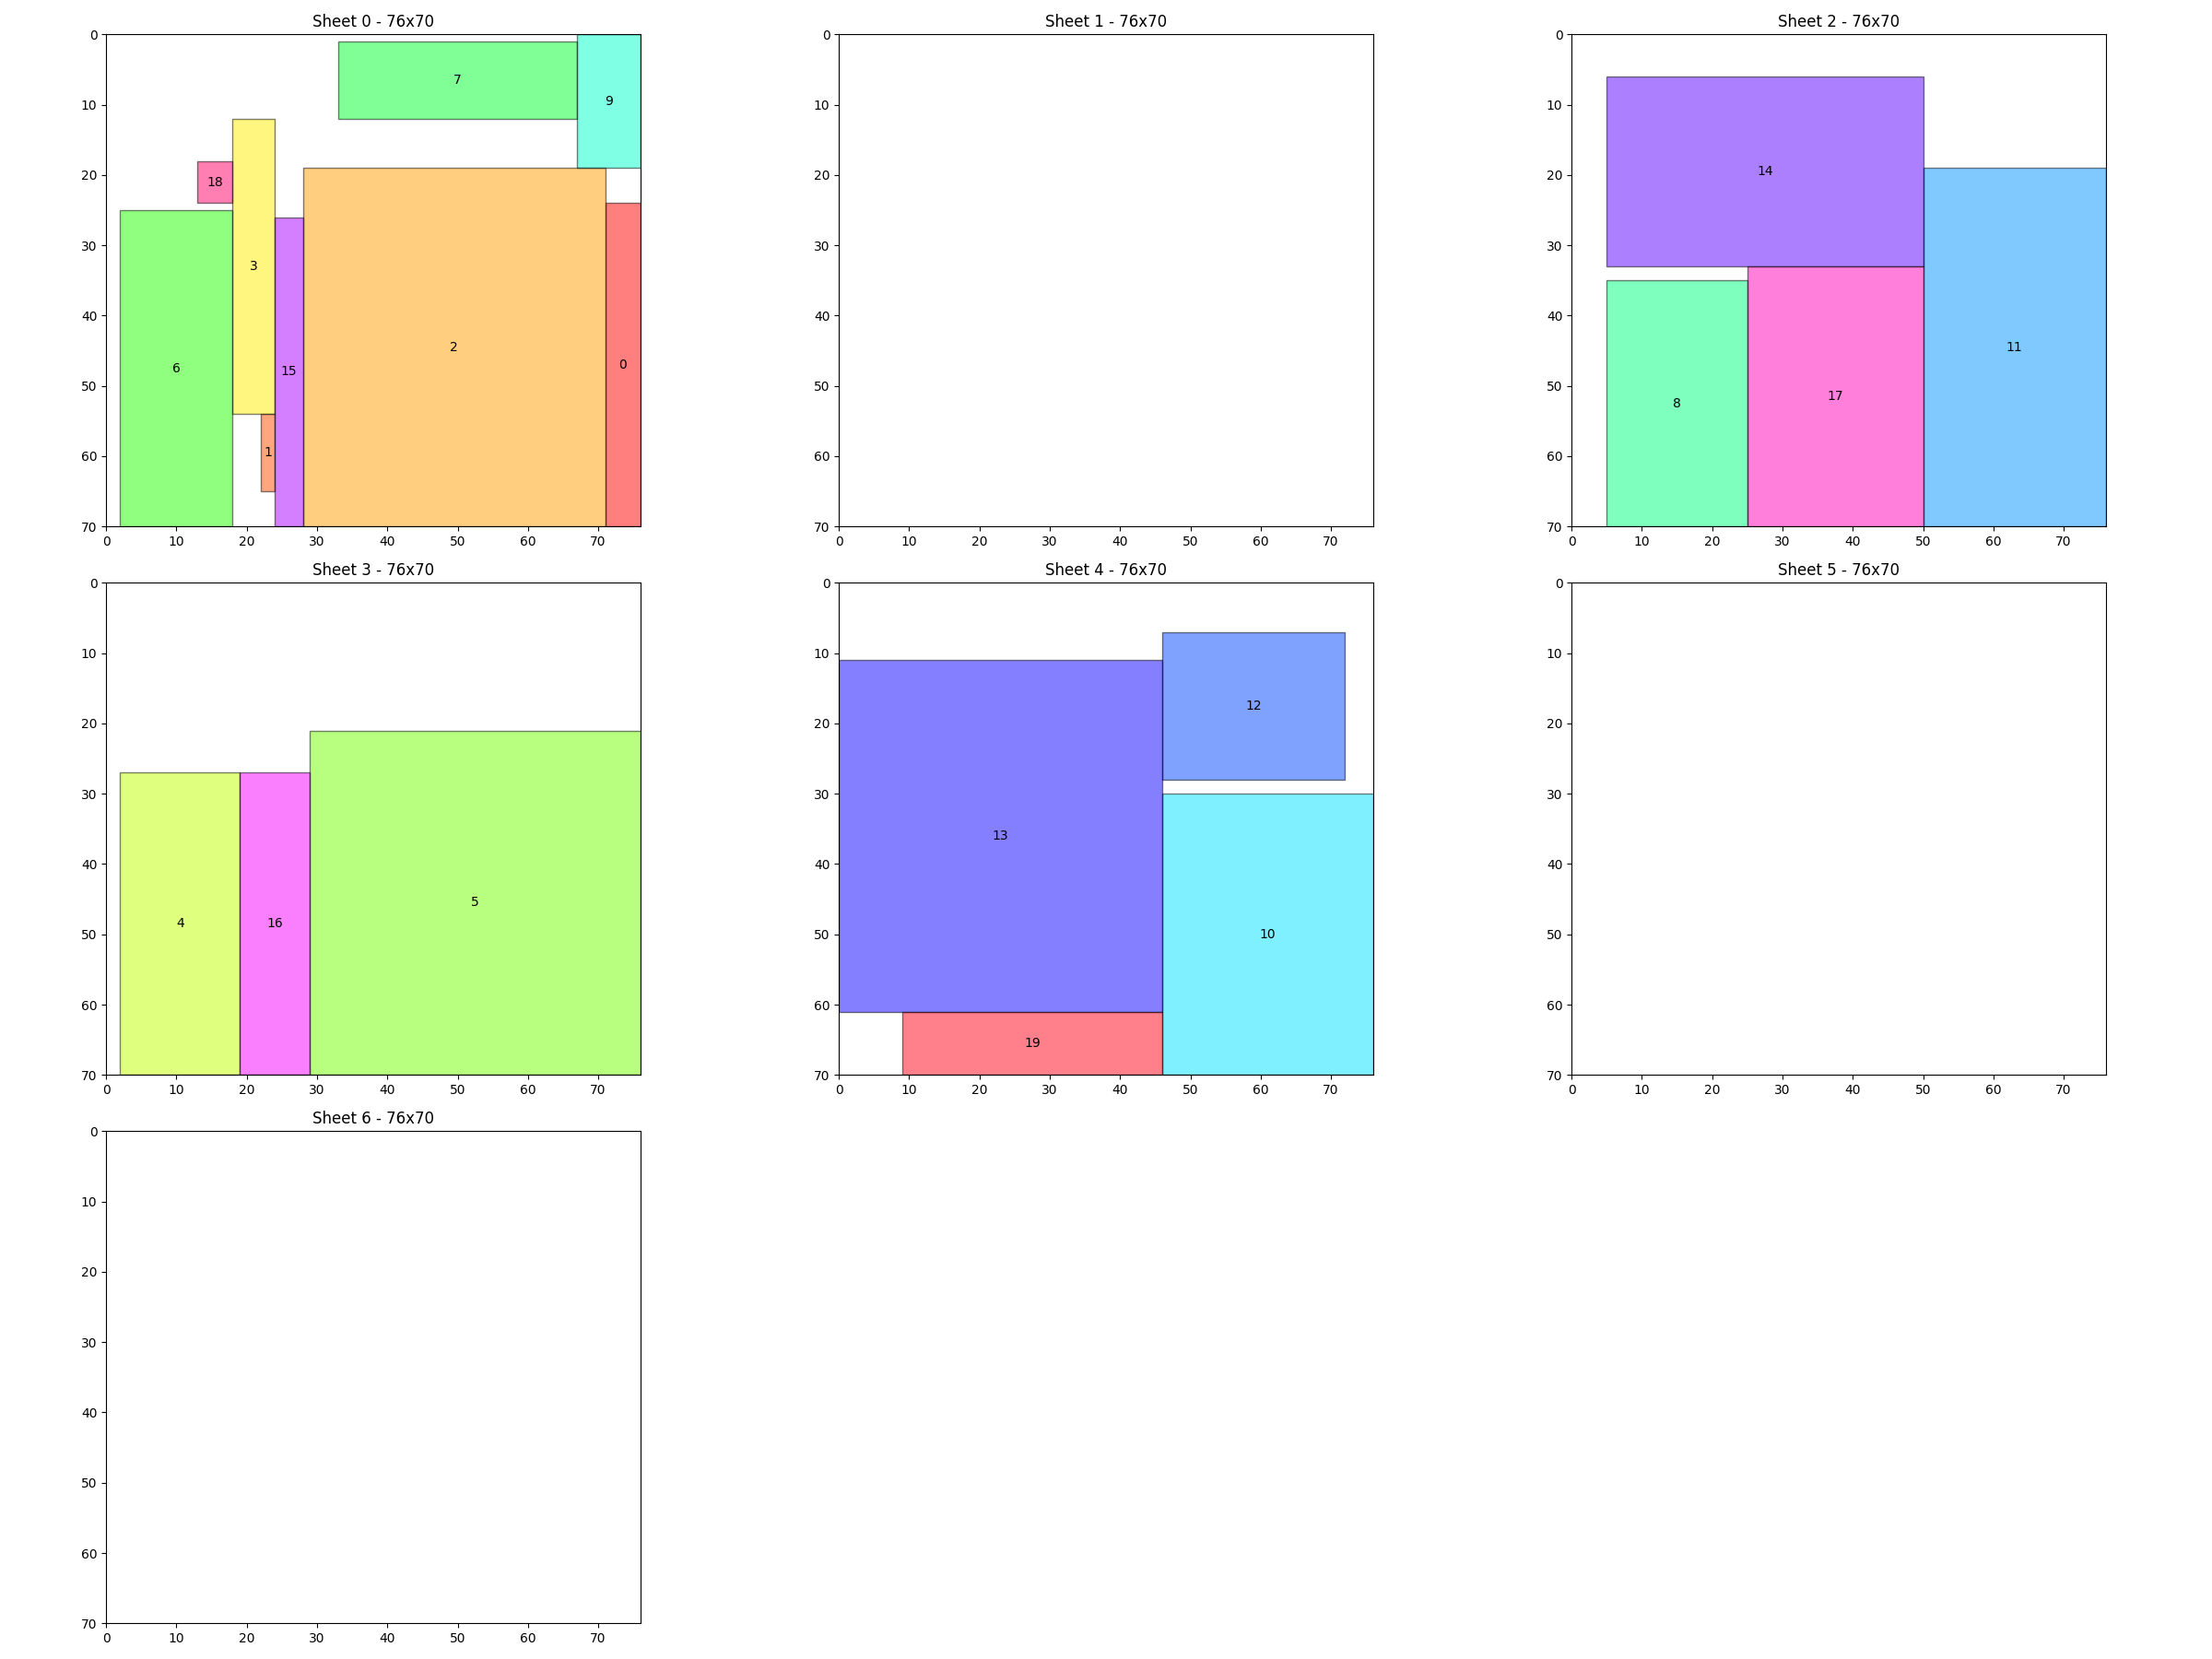 Sheet 0 - 76x70
Sheet 1 - 76x70
Sheet 2 - 76x70
0 10 20 30 40 50 60 70
0 10 20 30 40 50 60 70
7
9
18
3
6
15
2
0
1
0 10 20 30 40 50 60 70
0 10 20 30 40 50 60 70
0 10 20 30 40 50 60 70
0 10 20 30 40 50 60 70
14
11
8
17
Sheet 3 - 76x70
Sheet 4 - 76x70
Sheet 5 - 76x70
0 10 20 30 40 50 60 70
0 10 20 30 40 50 60 70
4
16
5
0 10 20 30 40 50 60 70
0 10 20 30 40 50 60 70
12
13
10
19
0 10 20 30 40 50 60 70
0 10 20 30 40 50 60 70
Sheet 6 - 76x70
0 10 20 30 40 50 60 70
0 10 20 30 40 50 60 70